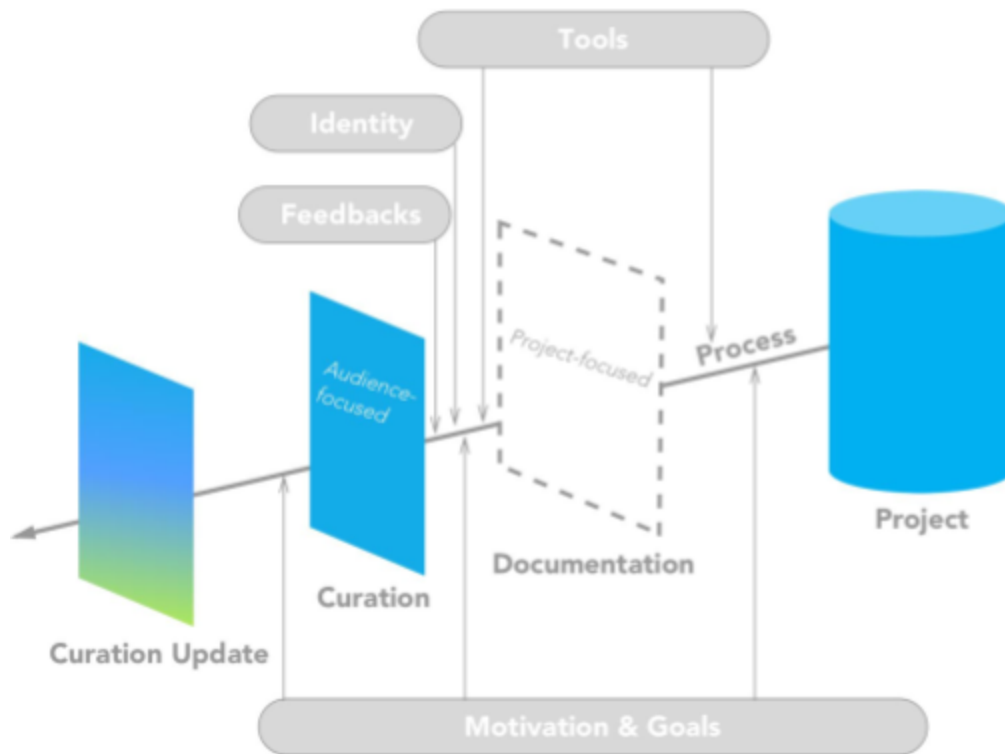 Tools
Identity
Feedbacks
Project-focused
Process
Audience-
focused
Project
Documentation
Curation
Curation Update
Motivation & Goals